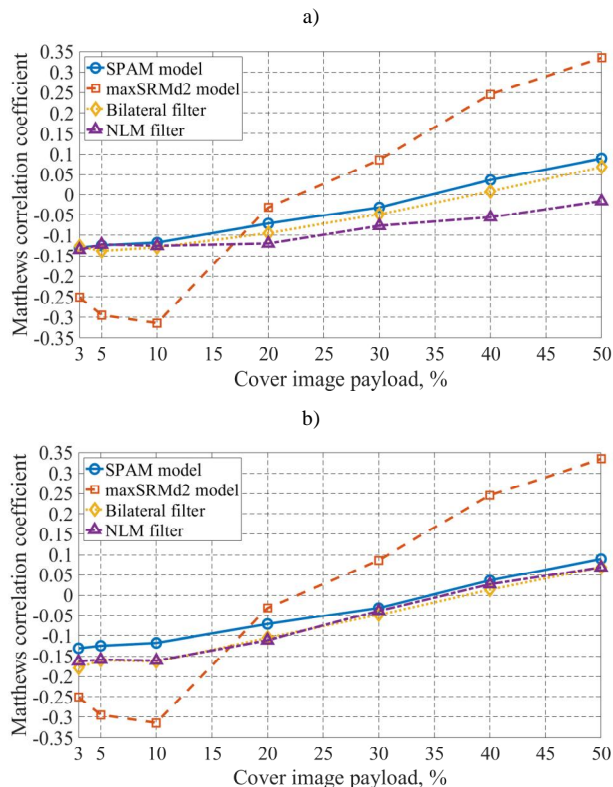 a)
Matthews correlation coefficient
0.35
0.3
0.25
0.2
0.15
0.1
0.05
0
-0.05
-0.1
-0.15
-0.2
-0.25
-0.3
-0.35
SPAM model
maxSRMd2 model
Bilateral filter
NLM filter
3 5 10 15 20 25 30 35 40 45 50
Cover image payload, %
b)
Matthews correlation coefficient
0.35
0.3
0.25
0.2
0.15
0.1
0.05
0
-0.05
-0.1
-0.15
-0.2
-0.25
-0.3
-0.35
SPAM model
maxSRMd2 model
Bilateral filter
NLM filter
3 5 10 15 20 25 30 35 40 45 50
Cover image payload, %